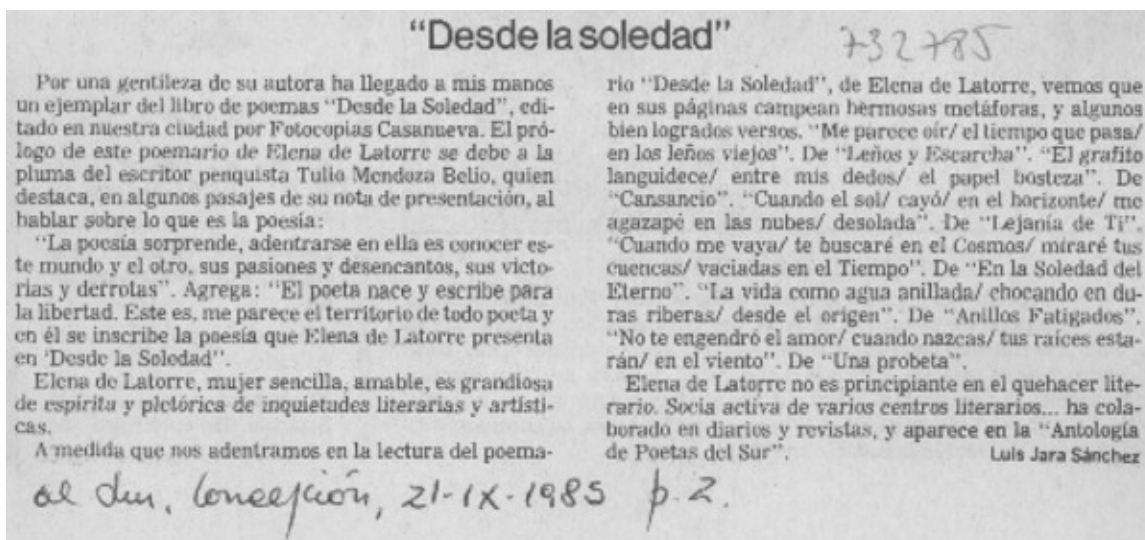 “Desde la soledad”
732785
Por una gentileza de su autora ha llegado a mis manos
un ejemplar del libro de poemas “Desde la Soledad”, edi-
tado en nuestra ciudad por Fotocopias Casanueva. El pró-
logo de este poemario de Elena de Latorre se debe a la
pluma del escritor penquista Tulio Mendoza Belio, quien
destaca, en algunos pasajes de su nota de presentación, al
hablar sobre lo que es la poesía:
“La poesía sorprende, adentrarse en ella es conocer es-
te mundo y el otro, sus pasiones y desencantos, sus victo-
rias y derrotas”. Agrega: “El poeta nace y escribe para
la libertad. Este es, me parece el territorio de todo poeta y
en él se inscribe la poesía que Elena de Latorre presenta
en ‘Desde la Soledad”.
Elena de Latorre, mujer sencilla, amable, es grandiosa
de espíritu y pletórica de inquietudes literarias y artísti-
cas.
A medida que nos adentramos en la lectura del poema-
rio “Desde la Soledad”, de Elena de Latorre, vemos que
en sus páginas campean hermosas metáforas, y algunos
bien logrados versos. “Me parece oír/ el tiempo que pasa/
en los leños viejos”. De “Leños y Escarcha”. “El grafito
languidece/ entre mis dedos/ el papel bosteza”. De
“Cansancio”. “Cuando el sol/ cayó/ en el horizonte/ me
agazapé en las nubes/ desolada”. De “Lejanía de Ti”.
“Cuando me vaya/ te buscaré en el Cosmos/ miraré tus
cuencas/ vaciadas en el Tiempo”. De “En la Soledad del
Eterno”. “La vida como agua anillada/ chocando en du-
ras riberas/ desde el origen”. De “Anillos Fatigados”.
“No te engendró el amor/ cuando nazcas/ tus raíces esta-
rán/ en el viento”. De “Una probeta”.
Elena de Latorre no es principiante en el quehacer lite-
rario. Socia activa de varios centros literarios... ha cola-
borado en diarios y revistas, y aparece en la “Antología
de Poetas del Sur”.
Luis Jara Sánchez
Concepción, 21-IX-1985 p. 2.